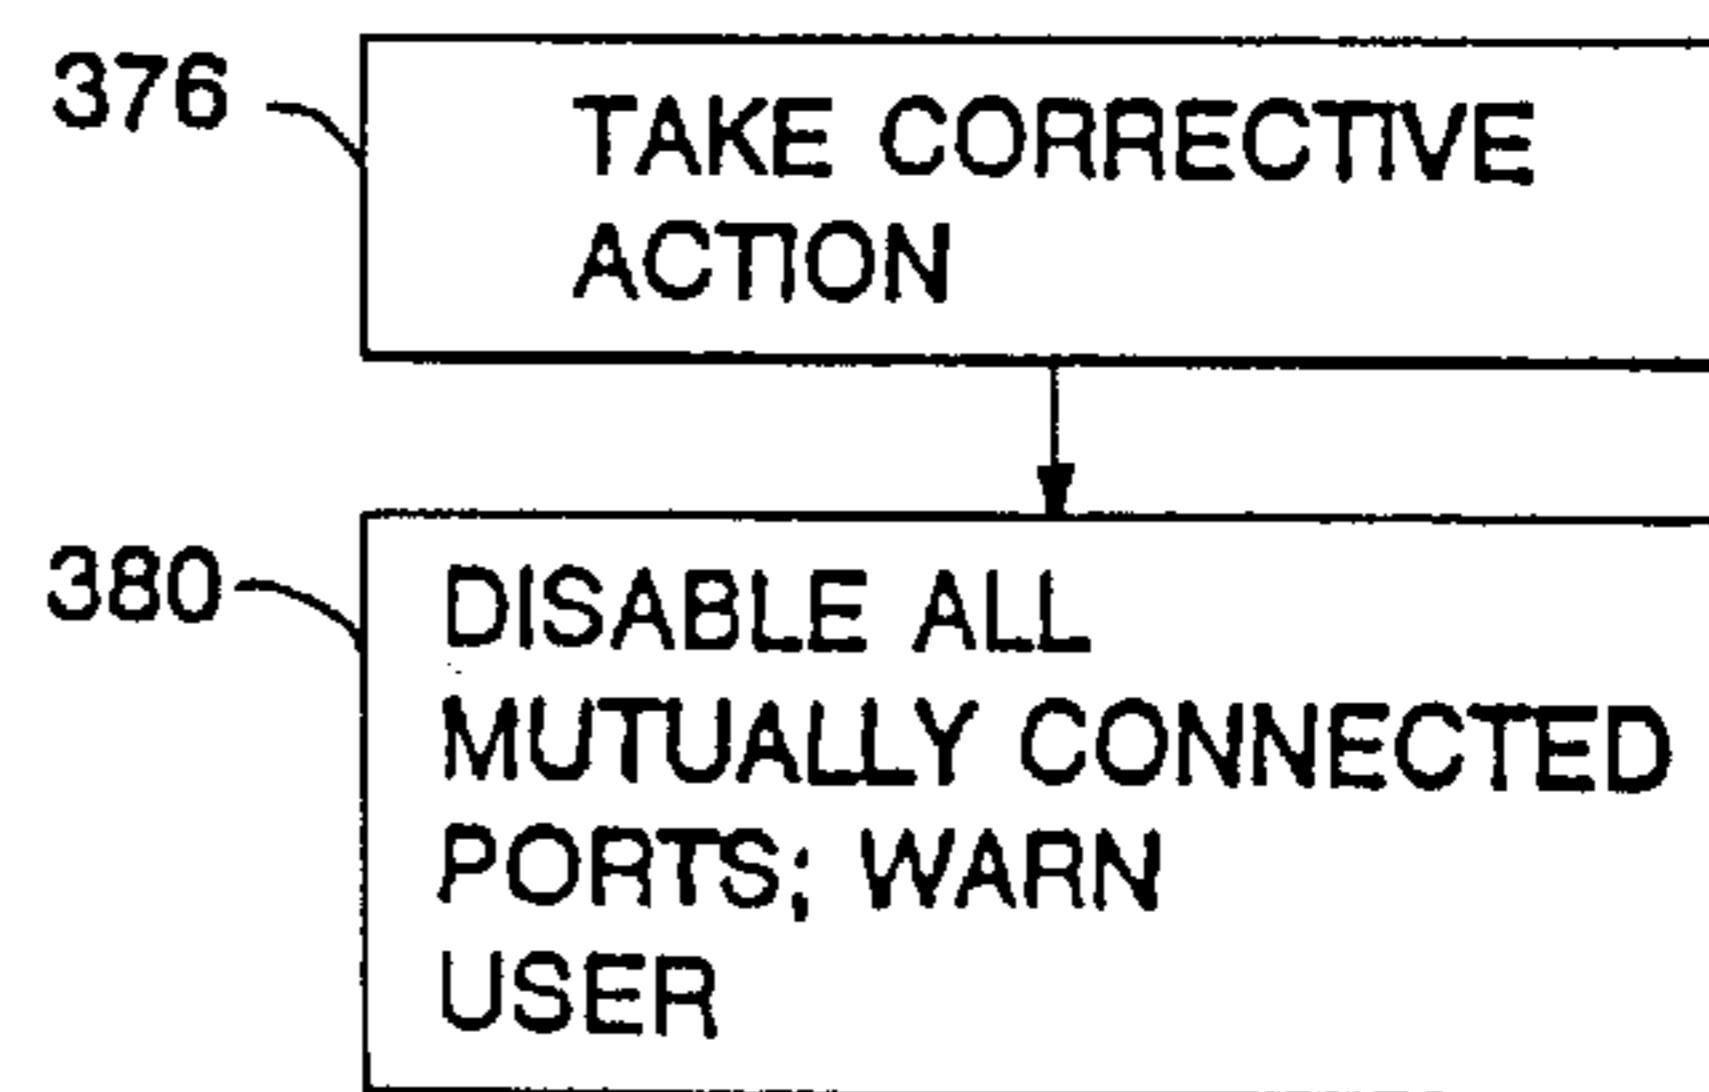 376
TAKE CORRECTIVE
ACTION
380
DISABLE ALL
MUTUALLY CONNECTED
PORTS; WARN
USER